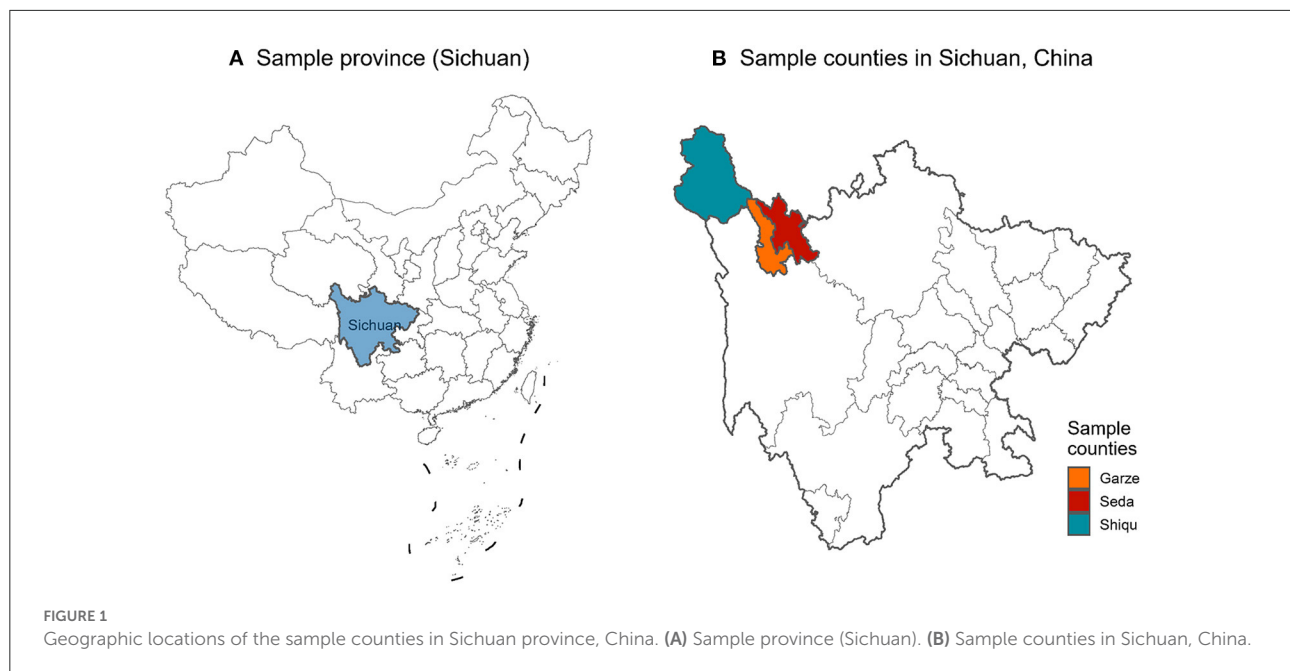 A Sample province (Sichuan)
B Sample counties in Sichuan, China
Sichuan
Sample
counties
Garze
Seda
Shiqu
FIGURE 1
Geographic locations of the sample counties in Sichuan province, China. (A) Sample province (Sichuan). (B) Sample counties in Sichuan, China.